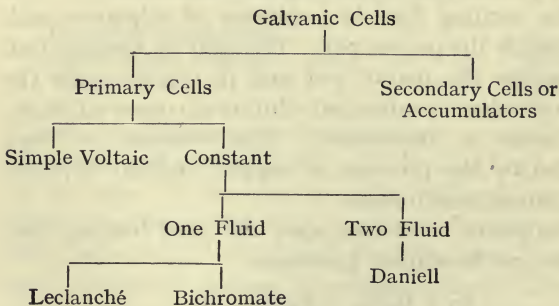 Galvanic Cells
Primary Cells
Secondary Cells or
Accumulators
Simple Voltaic
Constant
One Fluid
Two Fluid
Daniell
Leclanché
Bichromate